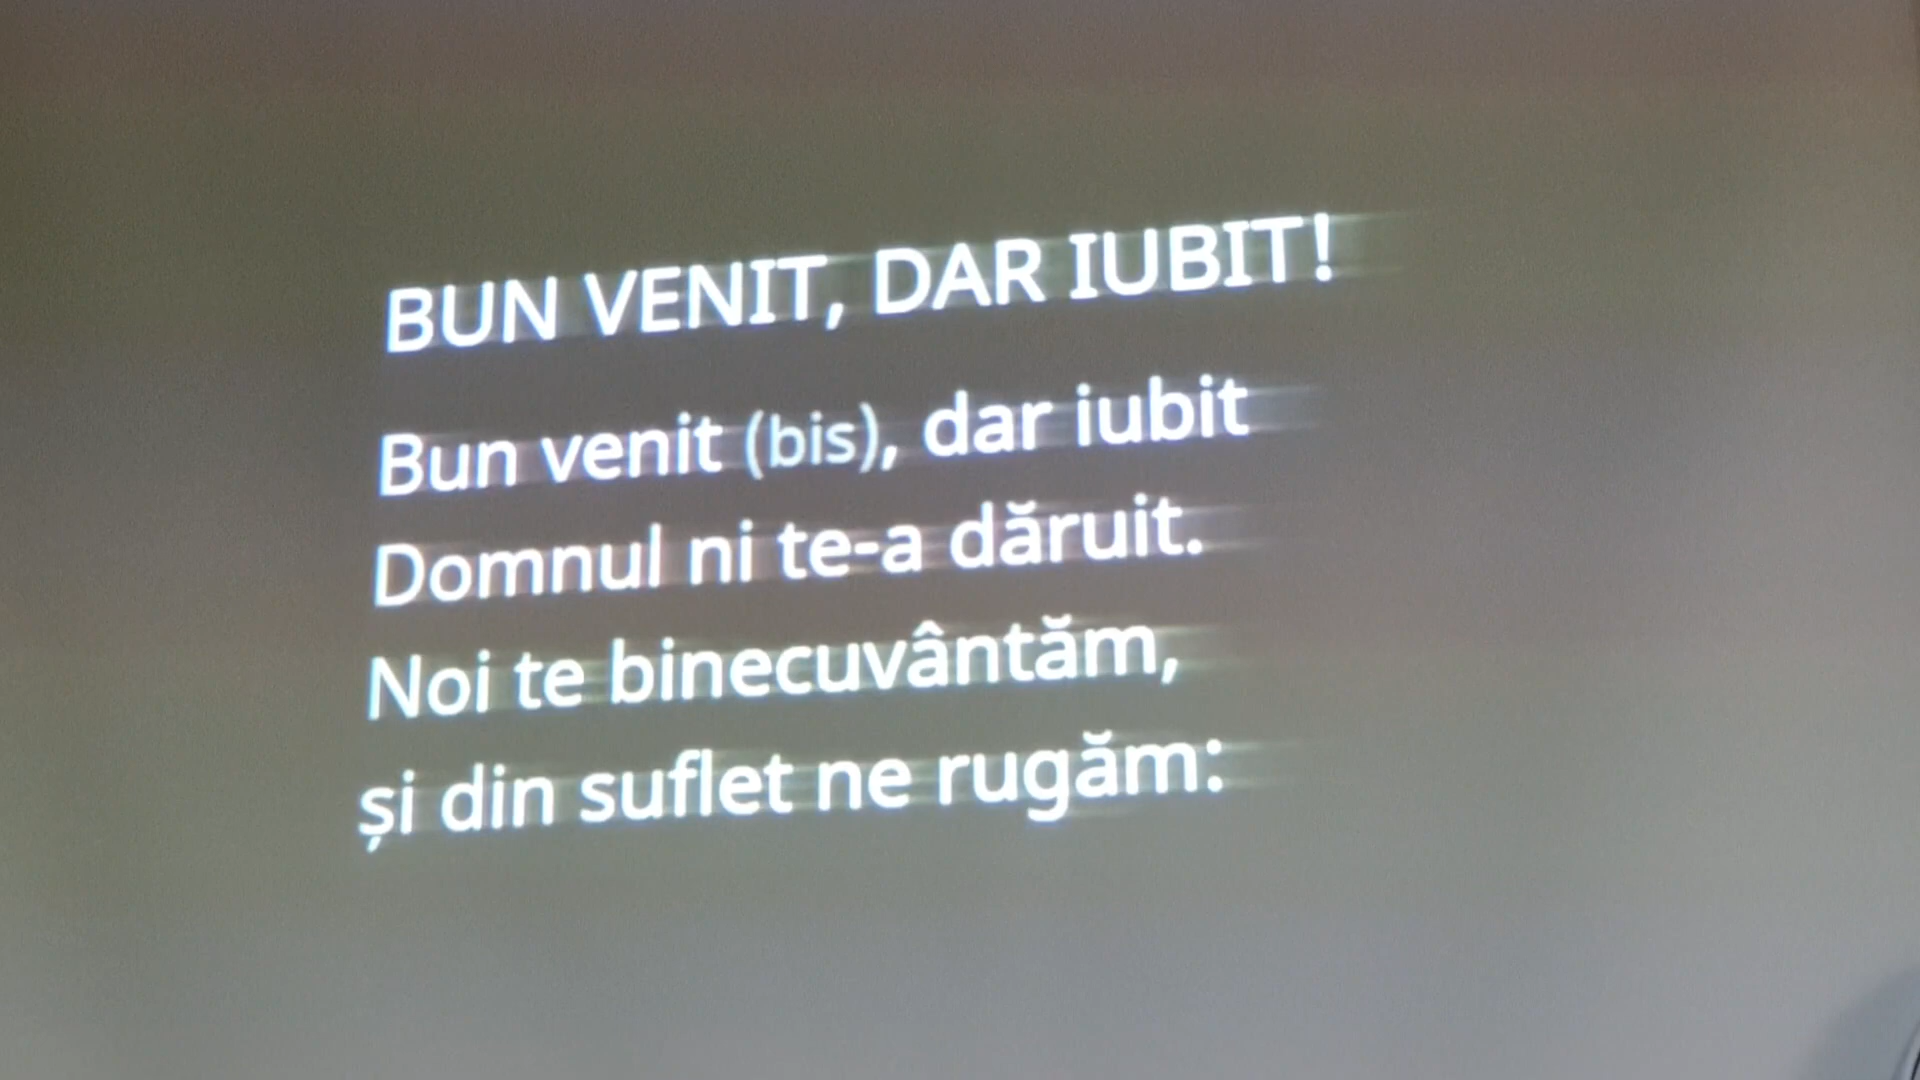 BUN VENIT, DAR IUBIT!
Bun venit (bis), dar iubit
Domnul ni te-a dăruit.
Noi te binecuvântăm,
și din suflet ne rugăm: